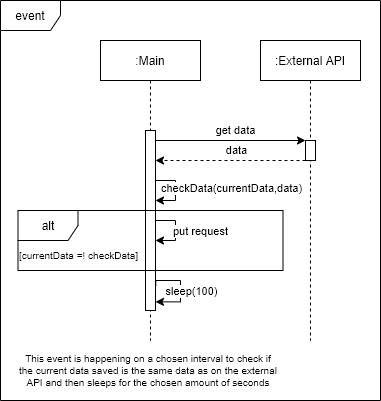 event
:Main
:External API
get data
data
checkData(currentData,data)
alt
put request
[currentData =! checkData]
sleep(100)
This event is happening on a chosen interval to check if
the current data saved is the same data as on the external
API and then sleeps for the chosen amount of seconds